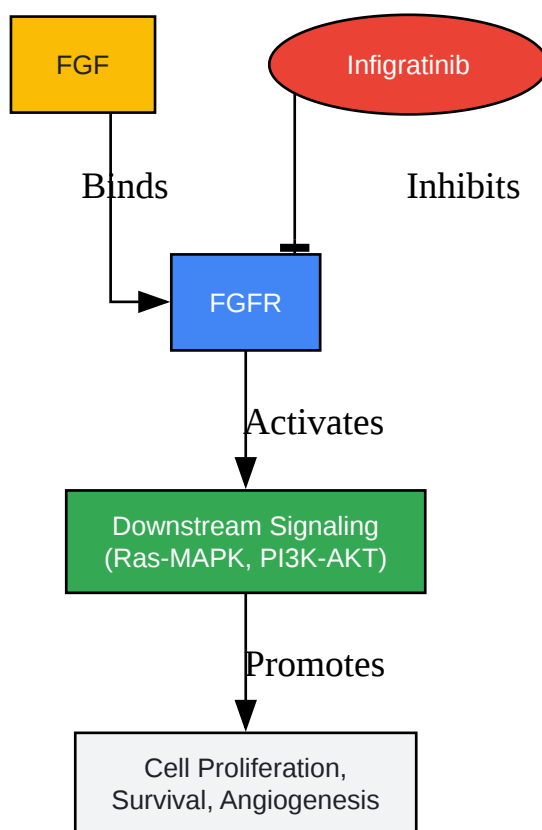 FGF
Infigratinib
Binds
Inhibits
FGFR
Activates
Downstream Signaling
(Ras-MAPK, PI3K-AKT)
Promotes
Cell Proliferation,
Survival, Angiogenesis